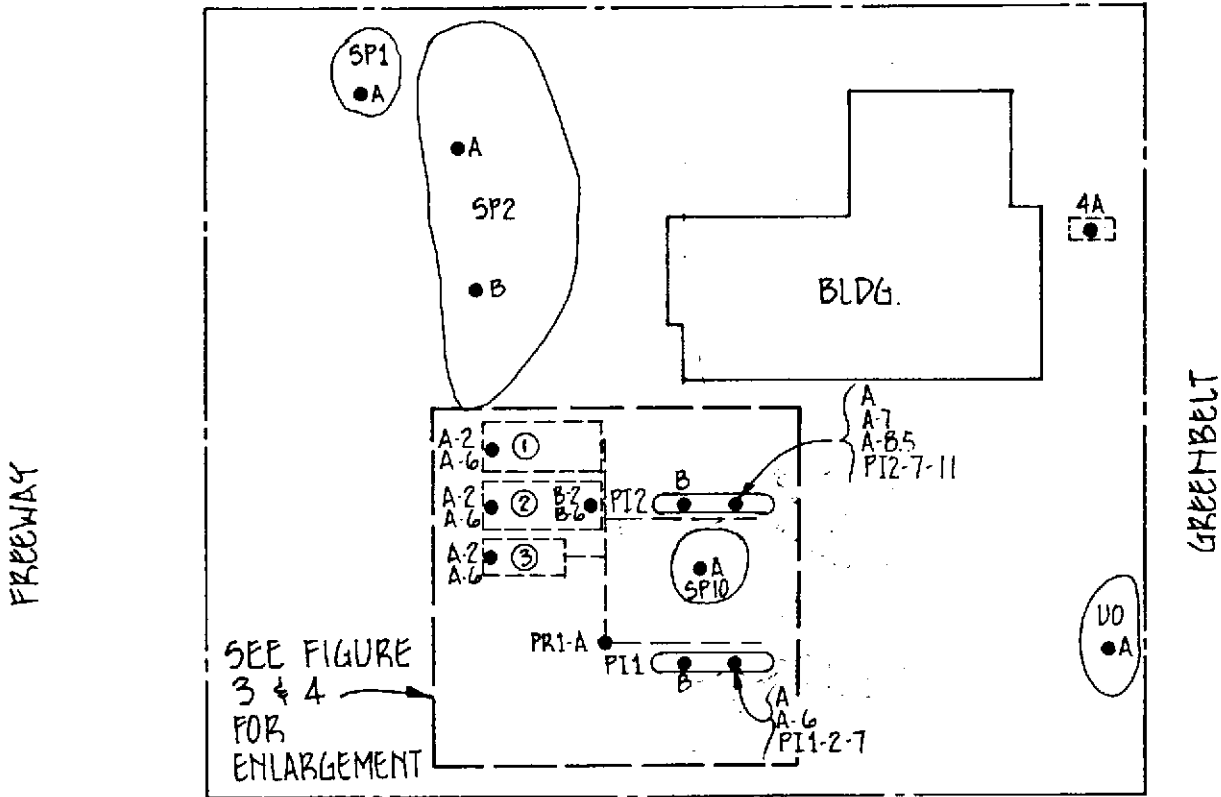 SP1
A
A
SP2
B
4A
BLDG.
FREEWAY
GREENBELT
A
A-7
A-8.5
PI2-7-11
A-2
A-6
1
A-2
A-6
2
B-2
B-6
PI2
B
A-2
A-6
3
A
SP10
PR1-A
PI1
B
A
A-6
PI1-2-7
UO
A
SEE FIGURE
3 & 4
FOR
ENLARGEMENT